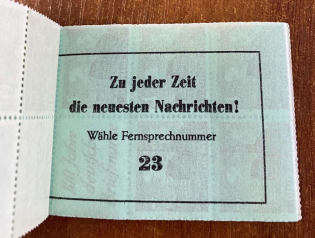 Zu jeder Zeit
die neuesten Nachrichten!
Wähle Fernsprechnummer
23